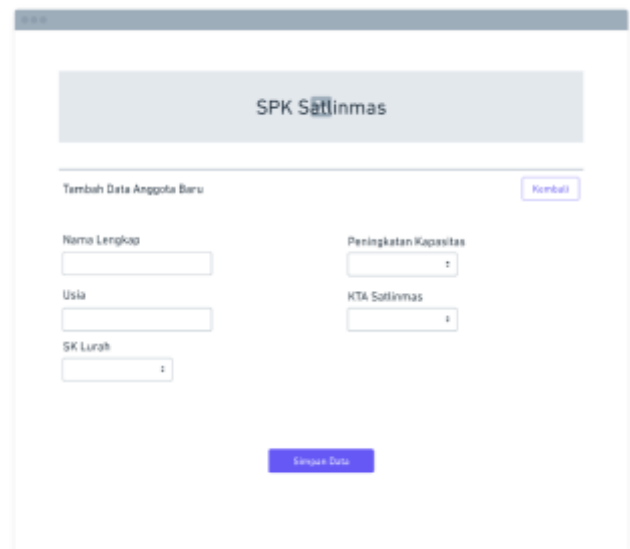 SPK Satlinmas
Tambah Data Anggota Baru
Kembali
Nama Lengkap
Peningkatan Kapasitas
Usia
KTA Satlinmas
SK Lurah
Simpan Data